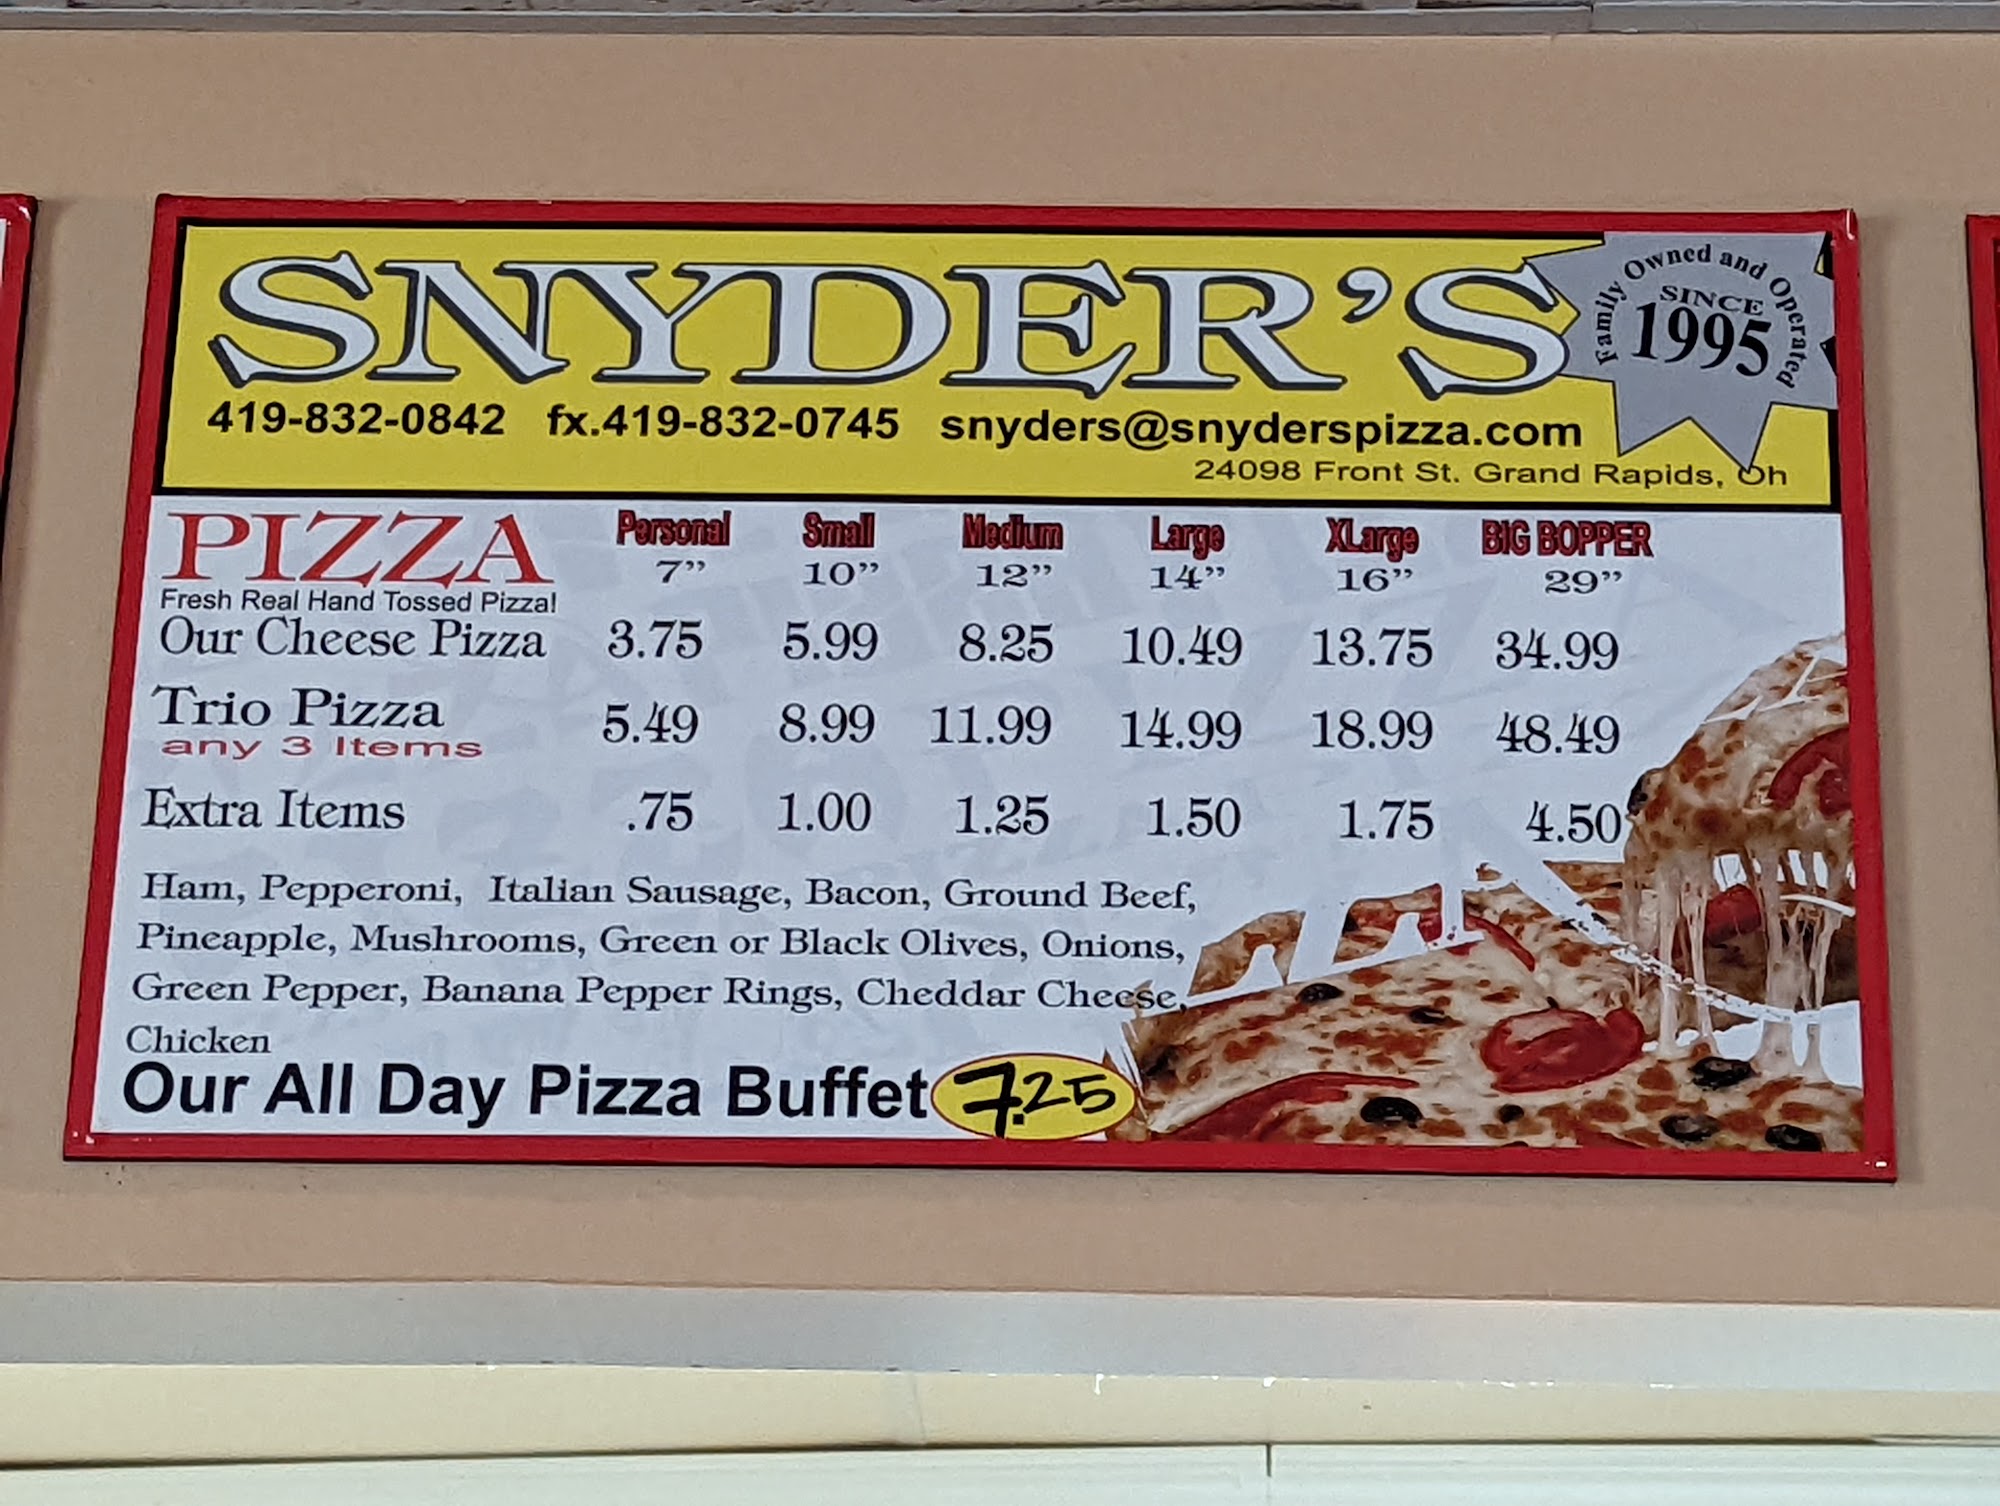 SNYDER'S
Family Owned and Operated
SINCE
1995
419-832-0842 fx.419-832-0745 snyders@snyderspizza.com
24098 Front St. Grand Rapids, Oh
PIZZA Personal Small Medium Large XLarge BIG BOPPER
7” 10” 12” 14” 16” 29”
Fresh Real Hand Tossed Pizza!
Our Cheese Pizza 3.75 5.99 8.25 10.49 13.75 34.99
Trio Pizza 5.49 8.99 11.99 14.99 18.99 48.49
any 3 Items
Extra Items .75 1.00 1.25 1.50 1.75 4.50
Ham, Pepperoni, Italian Sausage, Bacon, Ground Beef,
Pineapple, Mushrooms, Green or Black Olives, Onions,
Green Pepper, Banana Pepper Rings, Cheddar Cheese,
Chicken
Our All Day Pizza Buffet 7.25